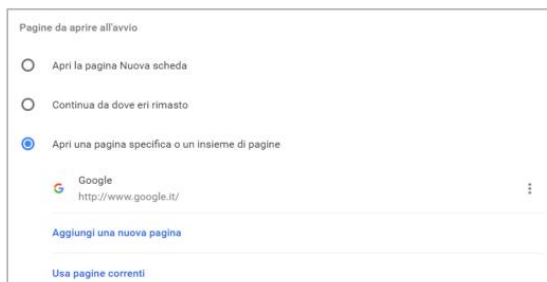 Pagine da aprire all'avvio
Apri la pagina Nuova scheda
Continua da dove eri rimasto
Apri una pagina specifica o un insieme di pagine
Google
http://www.google.it/
Aggiungi una nuova pagina
Usa pagine correnti